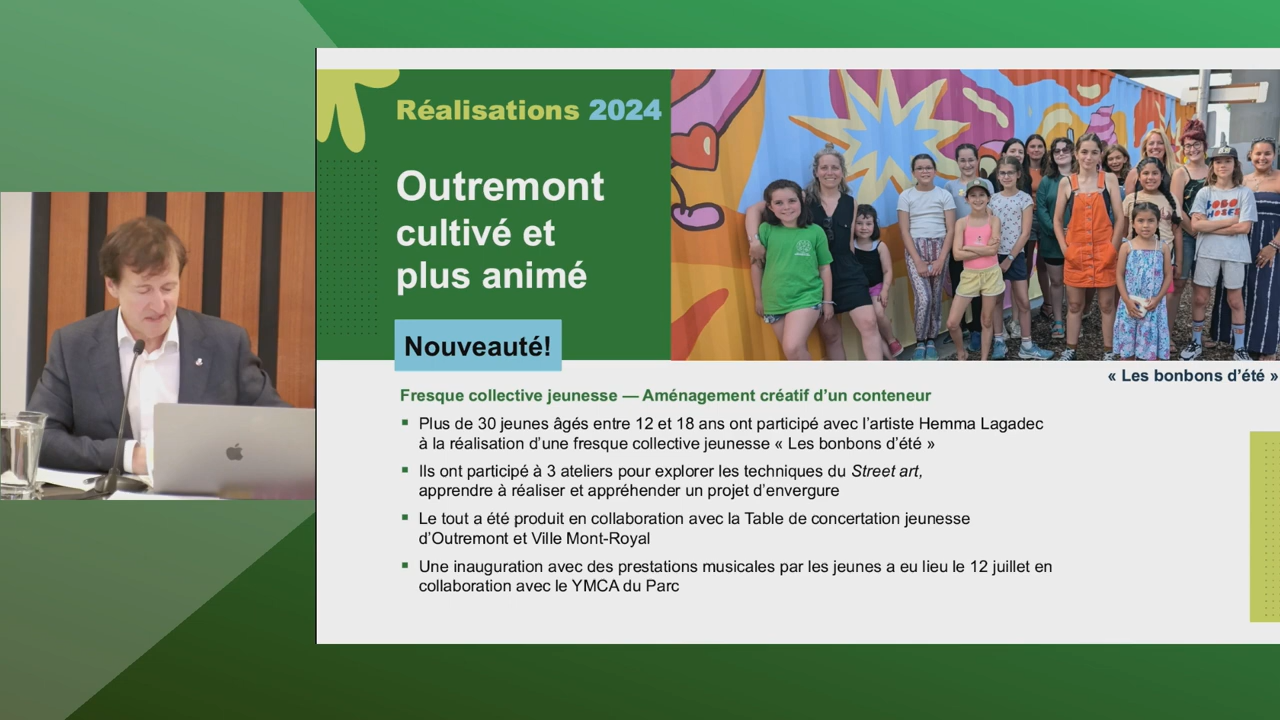 Réalisations 2024
Outremont
cultivé et
plus animé
Nouveauté!
« Les bonbons d’été »
Fresque collective jeunesse — Aménagement créatif d’un conteneur
▪ Plus de 30 jeunes âgés entre 12 et 18 ans ont participé avec l’artiste Hemma Lagadec
à la réalisation d’une fresque collective jeunesse « Les bonbons d’été »
▪ Ils ont participé à 3 ateliers pour explorer les techniques du Street art,
apprendre à réaliser et appréhender un projet d’envergure
▪ Le tout a été produit en collaboration avec la Table de concertation jeunesse
d’Outremont et Ville Mont-Royal
▪ Une inauguration avec des prestations musicales par les jeunes a eu lieu le 12 juillet en
collaboration avec le YMCA du Parc